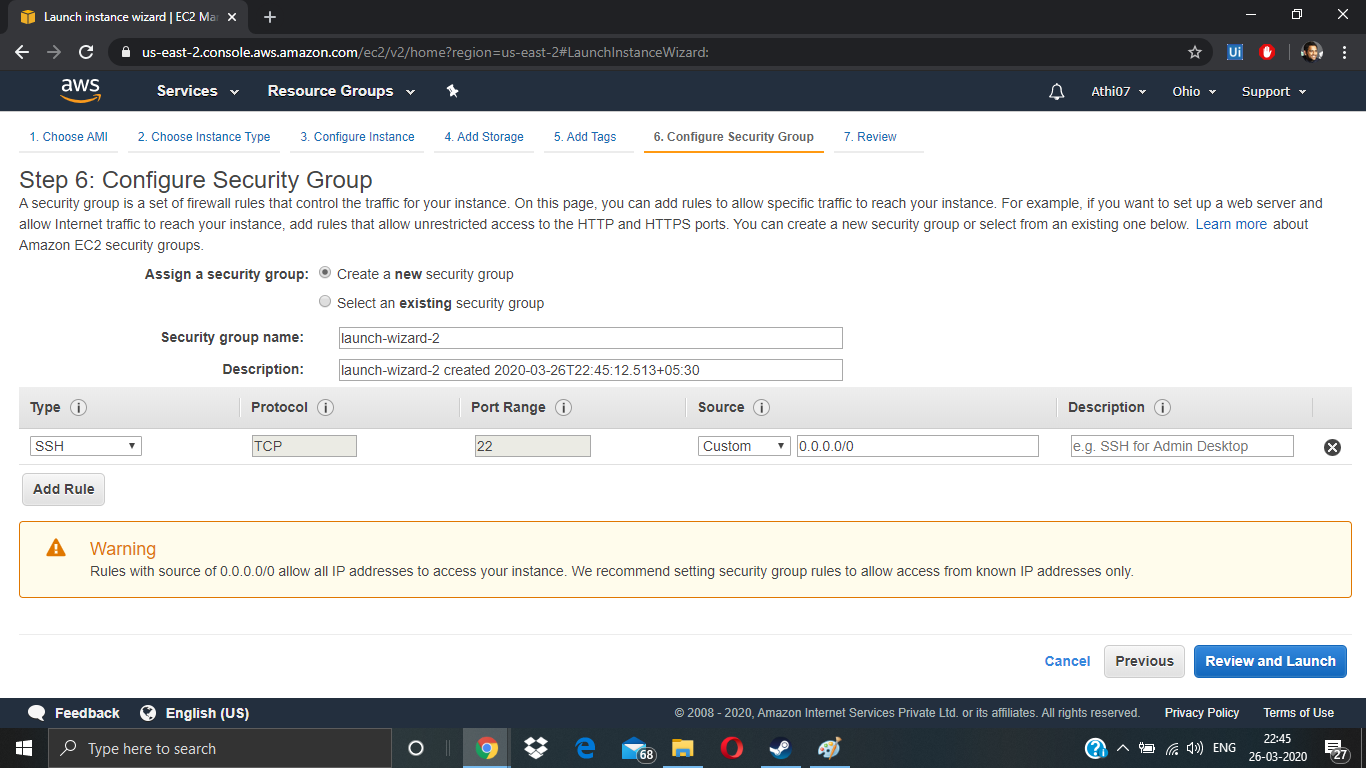 Launch instance wizard | EC2 Ma
us-east-2.console.aws.amazon.com/ec2/v2/home?region=us-east-2#LaunchInstanceWizard:
Ui
aws
Services
Resource Groups
Athi07
Ohio
Support
1. Choose AMI
2. Choose Instance Type
3. Configure Instance
4. Add Storage
5. Add Tags
6. Configure Security Group
7. Review
Step 6: Configure Security Group
A security group is a set of firewall rules that control the traffic for your instance. On this page, you can add rules to allow specific traffic to reach your instance. For example, if you want to set up a web server and
allow Internet traffic to reach your instance, add rules that allow unrestricted access to the HTTP and HTTPS ports. You can create a new security group or select from an existing one below. Learn more about
Amazon EC2 security groups.
Assign a security group:
Create a new security group
Select an existing security group
Security group name:
launch-wizard-2
Description:
launch-wizard-2 created 2020-03-26T22:45:12.513+05:30
Type
Protocol
Port Range
Source
Description
SSH
TCP
22
Custom
0.0.0.0/0
e.g. SSH for Admin Desktop
Add Rule
Warning
Rules with source of 0.0.0.0/0 allow all IP addresses to access your instance. We recommend setting security group rules to allow access from known IP addresses only.
Cancel
Previous
Review and Launch
Feedback
English (US)
© 2008 - 2020, Amazon Internet Services Private Ltd. or its affiliates. All rights reserved.
Privacy Policy
Terms of Use
Type here to search
68
ENG
22:45
26-03-2020
27